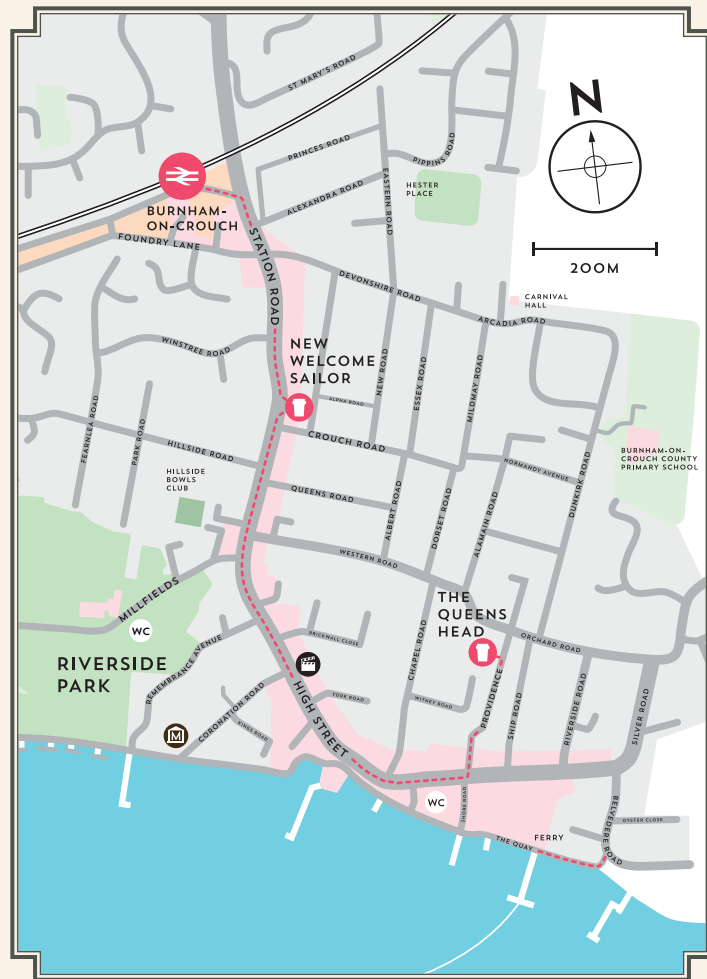 ST MARY'S ROAD
N
PRINCES ROAD
PIPPINS ROAD
EASTERN ROAD
HESTER
PLACE
ALEXANDRA ROAD
BURNHAM-
ON-CROUCH
FOUNDRY LANE
STATION ROAD
200M
DEVONSHIRE ROAD
CARNIVAL
HALL
ARCADIA ROAD
WINSTREE ROAD
NEW
WELCOME
SAILOR
NEW ROAD
ESSEX ROAD
MILDMAY ROAD
ALPHA ROAD
FEARNLEA ROAD
PARK ROAD
HILLSIDE ROAD
CROUCH ROAD
NORMANDY AVENUE
BURNHAM-ON-
CROUCH COUNTY
PRIMARY SCHOOL
HILLSIDE
BOWLS
CLUB
QUEENS ROAD
ALBERT ROAD
DORSET ROAD
ALAMAIN ROAD
DUNKIRK ROAD
WESTERN ROAD
MILLFIELDS
WC
THE
QUEENS
HEAD
BRICKWALL CLOSE
CHAPEL ROAD
ORCHARD ROAD
RIVERSIDE
PARK
REMEMBRANCE AVENUE
CORONATION ROAD
KINGS ROAD
M
YORK ROAD
HIGH STREET
WITNEY ROAD
PROVIDENCE
SHIP ROAD
RIVERSIDE ROAD
SILVER ROAD
WC
SHORE ROAD
THE QUAY
FERRY
BELVEDERE ROAD
OYSTER CLOSE